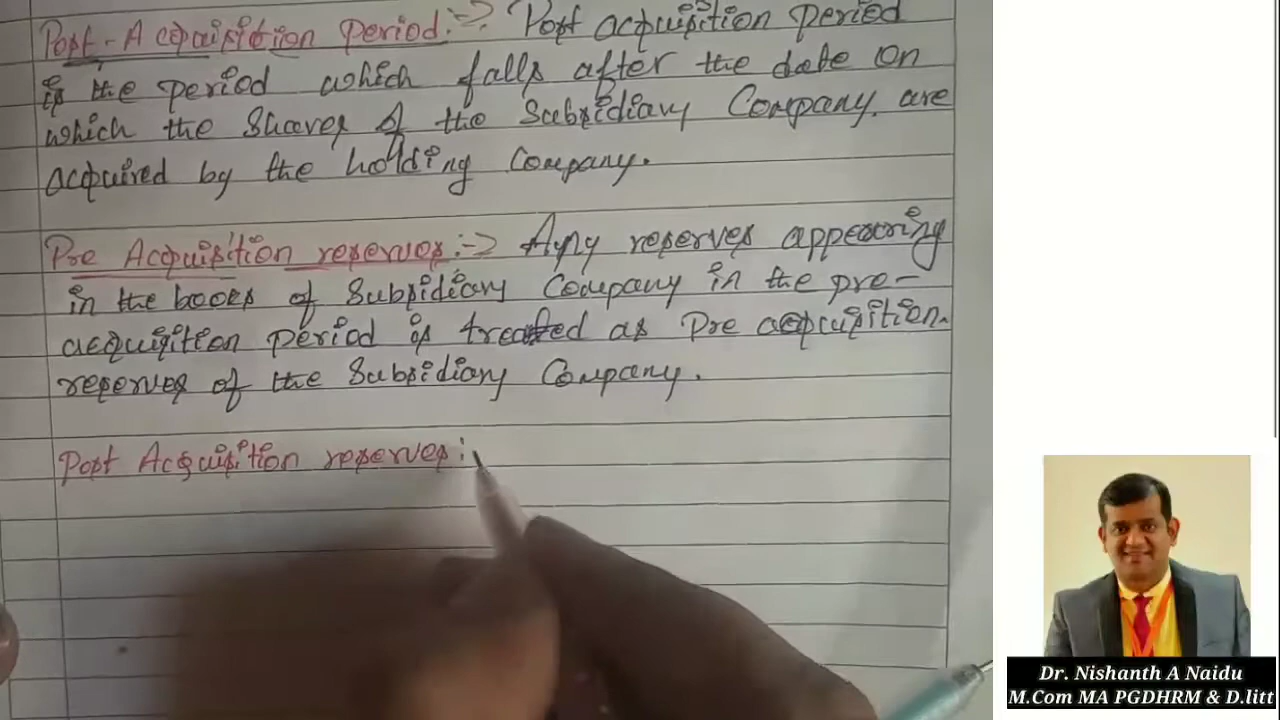 Post-Acquisition period:-> Post acquisition period
is the period which falls after the date on
which the Shares of the Subsidiary Company. are
acquired by the holding Company.
Pre Acquisition reserves:-> Any reserves appearing
in the books of Subsidiary Company in the pre-
acquisition period is treated as Pre acquisition.
reserves of the Subsidiary Company.
Post Acquisition reserves:
Dr. Nishanth A Naidu
M.Com MA PGDHRM & D.litt